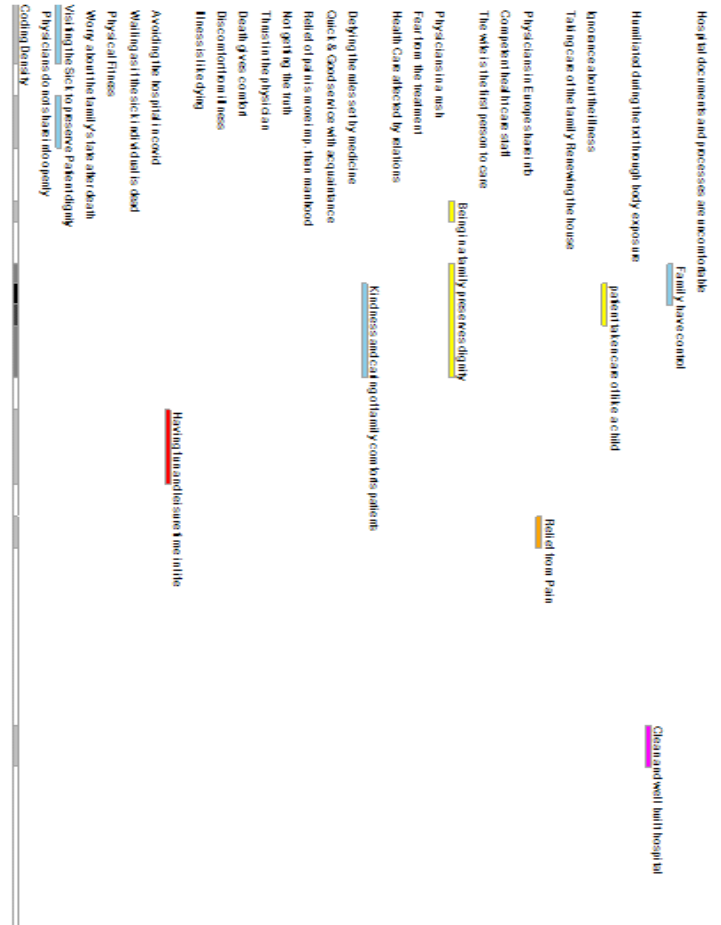 Hospital documents and processes are uncomfortable
Family have control
Clean and well built hospital
Humiliated during the txt through body exposure
patient taken care of like a child
Ignorance about the illness
Taking care of the family Renewing the house
Relief from Pain
Physicians in Europe share info
Competent healthcare staff
The wife is the first person to care
Being in a family preserves dignity
Physicians in a rush
Fear from the treatment
Health Care affected by relations
Kindness and caring of family comforts patients
Defying the rules set by medicine
Quick & Good service with acquaintance
Relief of pain is more imp. than manhood
Not getting the truth
Thrust in the physician
Death gives comfort
Discomfort from illness
Illness is like dying
Having fun and leisure time in life
Avoiding the hospital in covid
Wailing as if the sick individual is dead
Physical Fitness
Worry about the family's fate after death
Visiting the Sick to preserve Patient dignity
Physicians do not share info openly
Coding Density